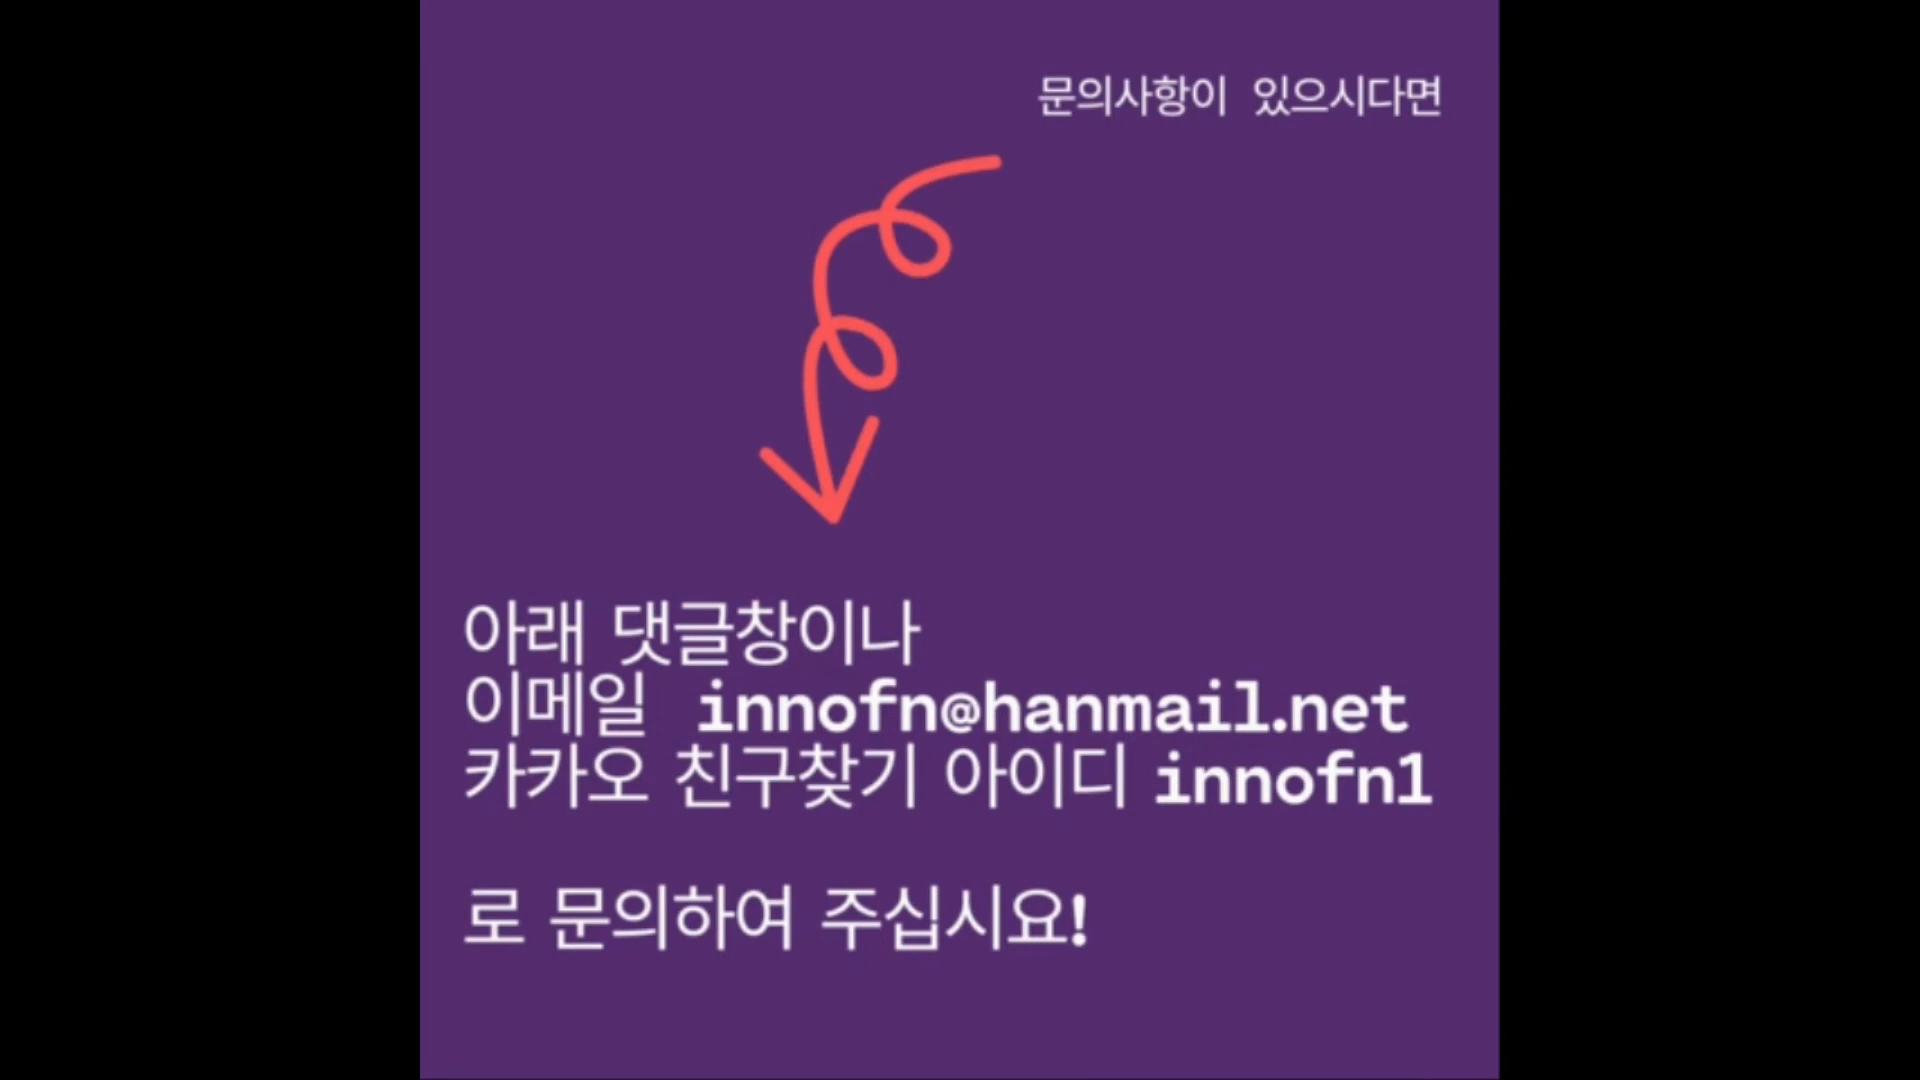 문의사항이 있으시다면
아래 댓글창이나
이메일 innofn@hanmail.net
카카오 친구찾기 아이디 innofn1
로 문의하여 주십시요!